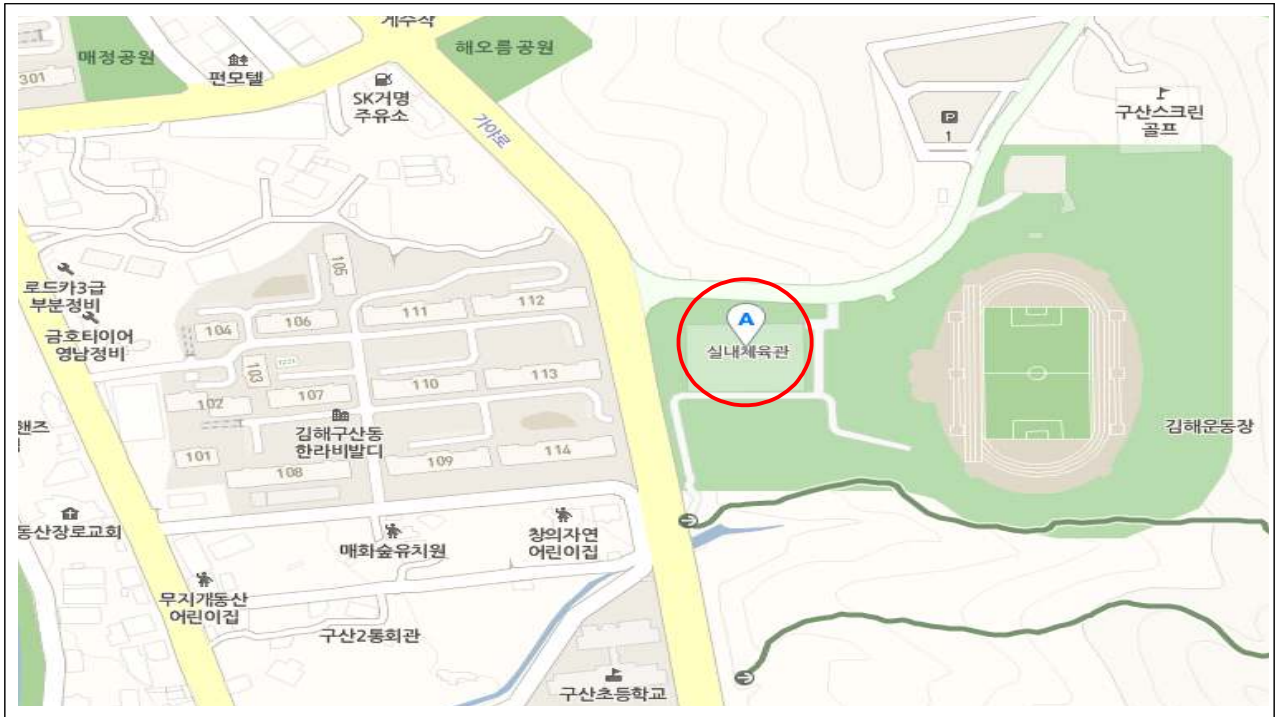 계수작
매정공원
해오름공원
펀모텔
301
SK거명
주유소
가야로
P
1
구산스크린
골프
105
로드카3급
부분정비
금호타이어
영남정비
104
106
111
112
A
실내체육관
103
102
107
110
113
김해구산동
한라비발디
김해운동장
101
108
109
114
핸즈
동산장로교회
매화숲유치원
창의자연
어린이집
무지개동산
어린이집
구산2통회관
구산초등학교